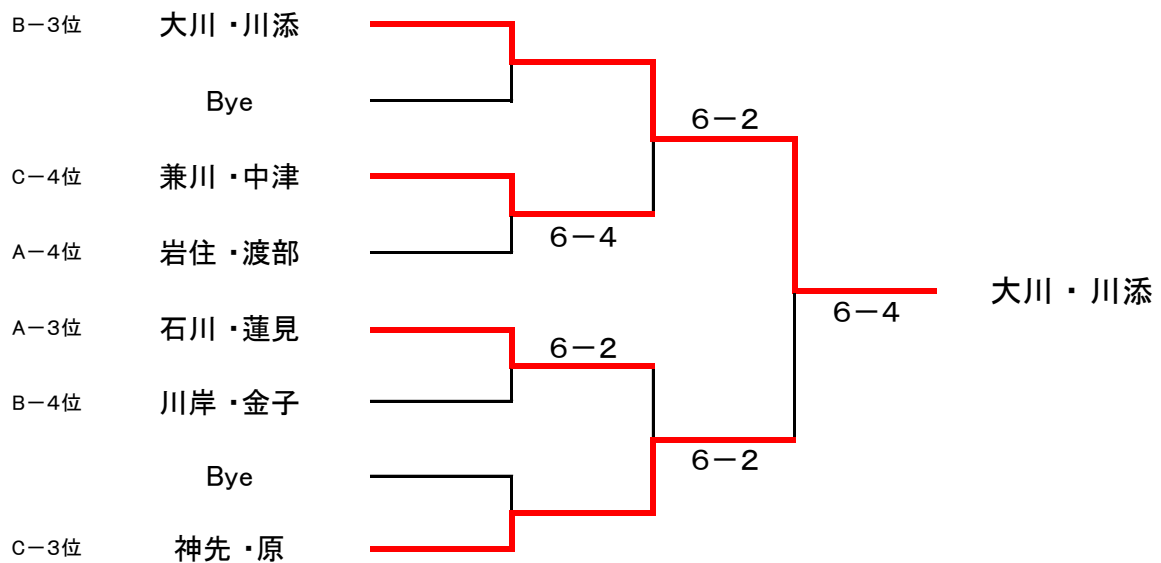 B－3位 大川 ・川添
Bye
6－2
C－4位 兼川 ・中津
6－4
A－4位 岩住 ・渡部
大川 ・ 川添
6－4
A－3位 石川 ・蓮見
6－2
B－4位 川岸 ・金子
6－2
Bye
C－3位 神先 ・原